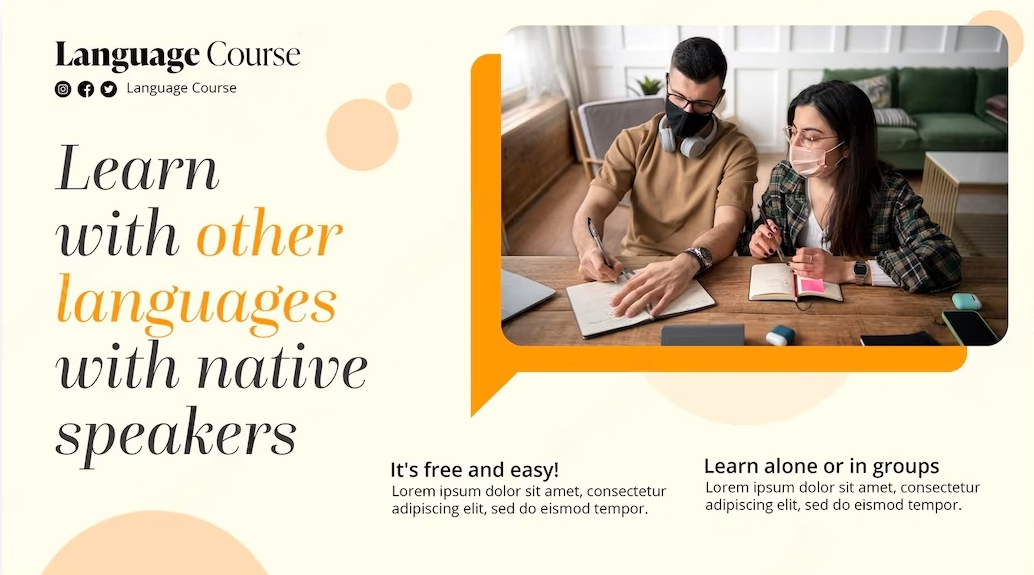 Language Course
Language Course
Learn
with other
languages
with native
speakers
It's free and easy!
Lorem ipsum dolor sit amet, consectetur
adipiscing elit, sed do eismod tempor.
Learn alone or in groups
Lorem ipsum dolor sit amet, consectetur
adipiscing elit, sed do eismod tempor.